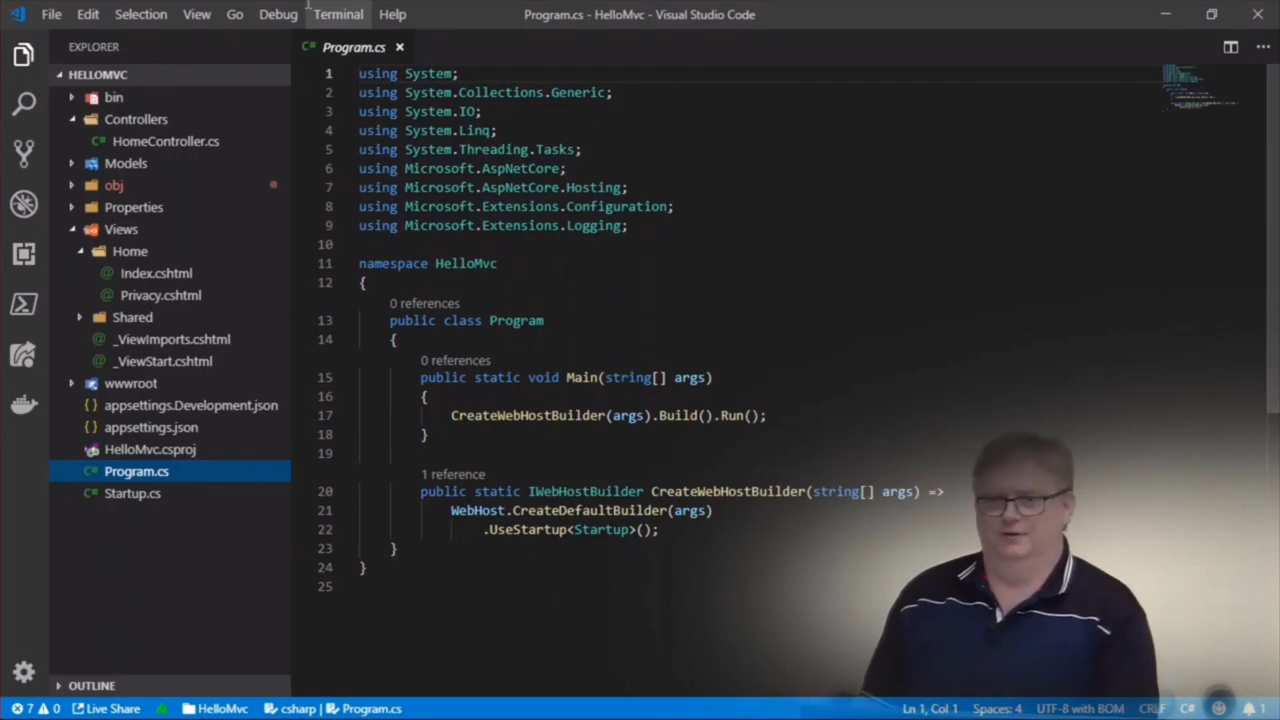 File Edit Selection View Go Debug Terminal Help Program.cs - HelloMvc - Visual Studio Code
EXPLORER
HELLOMVC
bin
Controllers
HomeController.cs
Models
obj
Properties
Views
Home
Index.cshtml
Privacy.cshtml
Shared
_ViewImports.cshtml
_ViewStart.cshtml
wwwroot
appsettings.Development.json
appsettings.json
HelloMvc.csproj
Program.cs
Startup.cs
OUTLINE
Program.cs
1 using System;
2 using System.Collections.Generic;
3 using System.IO;
4 using System.Linq;
5 using System.Threading.Tasks;
6 using Microsoft.AspNetCore;
7 using Microsoft.AspNetCore.Hosting;
8 using Microsoft.Extensions.Configuration;
9 using Microsoft.Extensions.Logging;
10
11 namespace HelloMvc
12 {
0 references
13 public class Program
14 {
0 references
15 public static void Main(string[] args)
16 {
17 CreateWebHostBuilder(args).Build().Run();
18 }
19
1 reference
20 public static IWebHostBuilder CreateWebHostBuilder(string[] args) =>
21 WebHost.CreateDefaultBuilder(args)
22 .UseStartup<Startup>();
23 }
24 }
25
7 0 Live Share HelloMvc csharp | Program.cs Ln 1, Col 1 Spaces: 4 UTF-8 with BOM CRLF C# 1